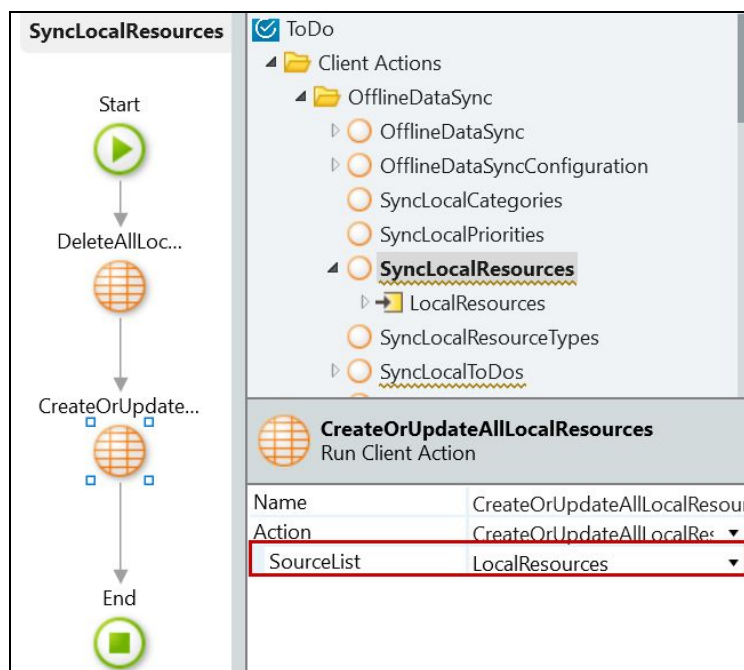 SyncLocalResources
Start
DeleteAllLoc...
CreateOrUpdate...
End
ToDo
Client Actions
OfflineDataSync
OfflineDataSync
OfflineDataSyncConfiguration
SyncLocalCategories
SyncLocalPriorities
SyncLocalResources
LocalResources
SyncLocalResourceTypes
SyncLocalToDos
CreateOrUpdateAllLocalResources
Run Client Action
Name CreateOrUpdateAllLocalResour
Action CreateOrUpdateAllLocalRes
SourceList LocalResources